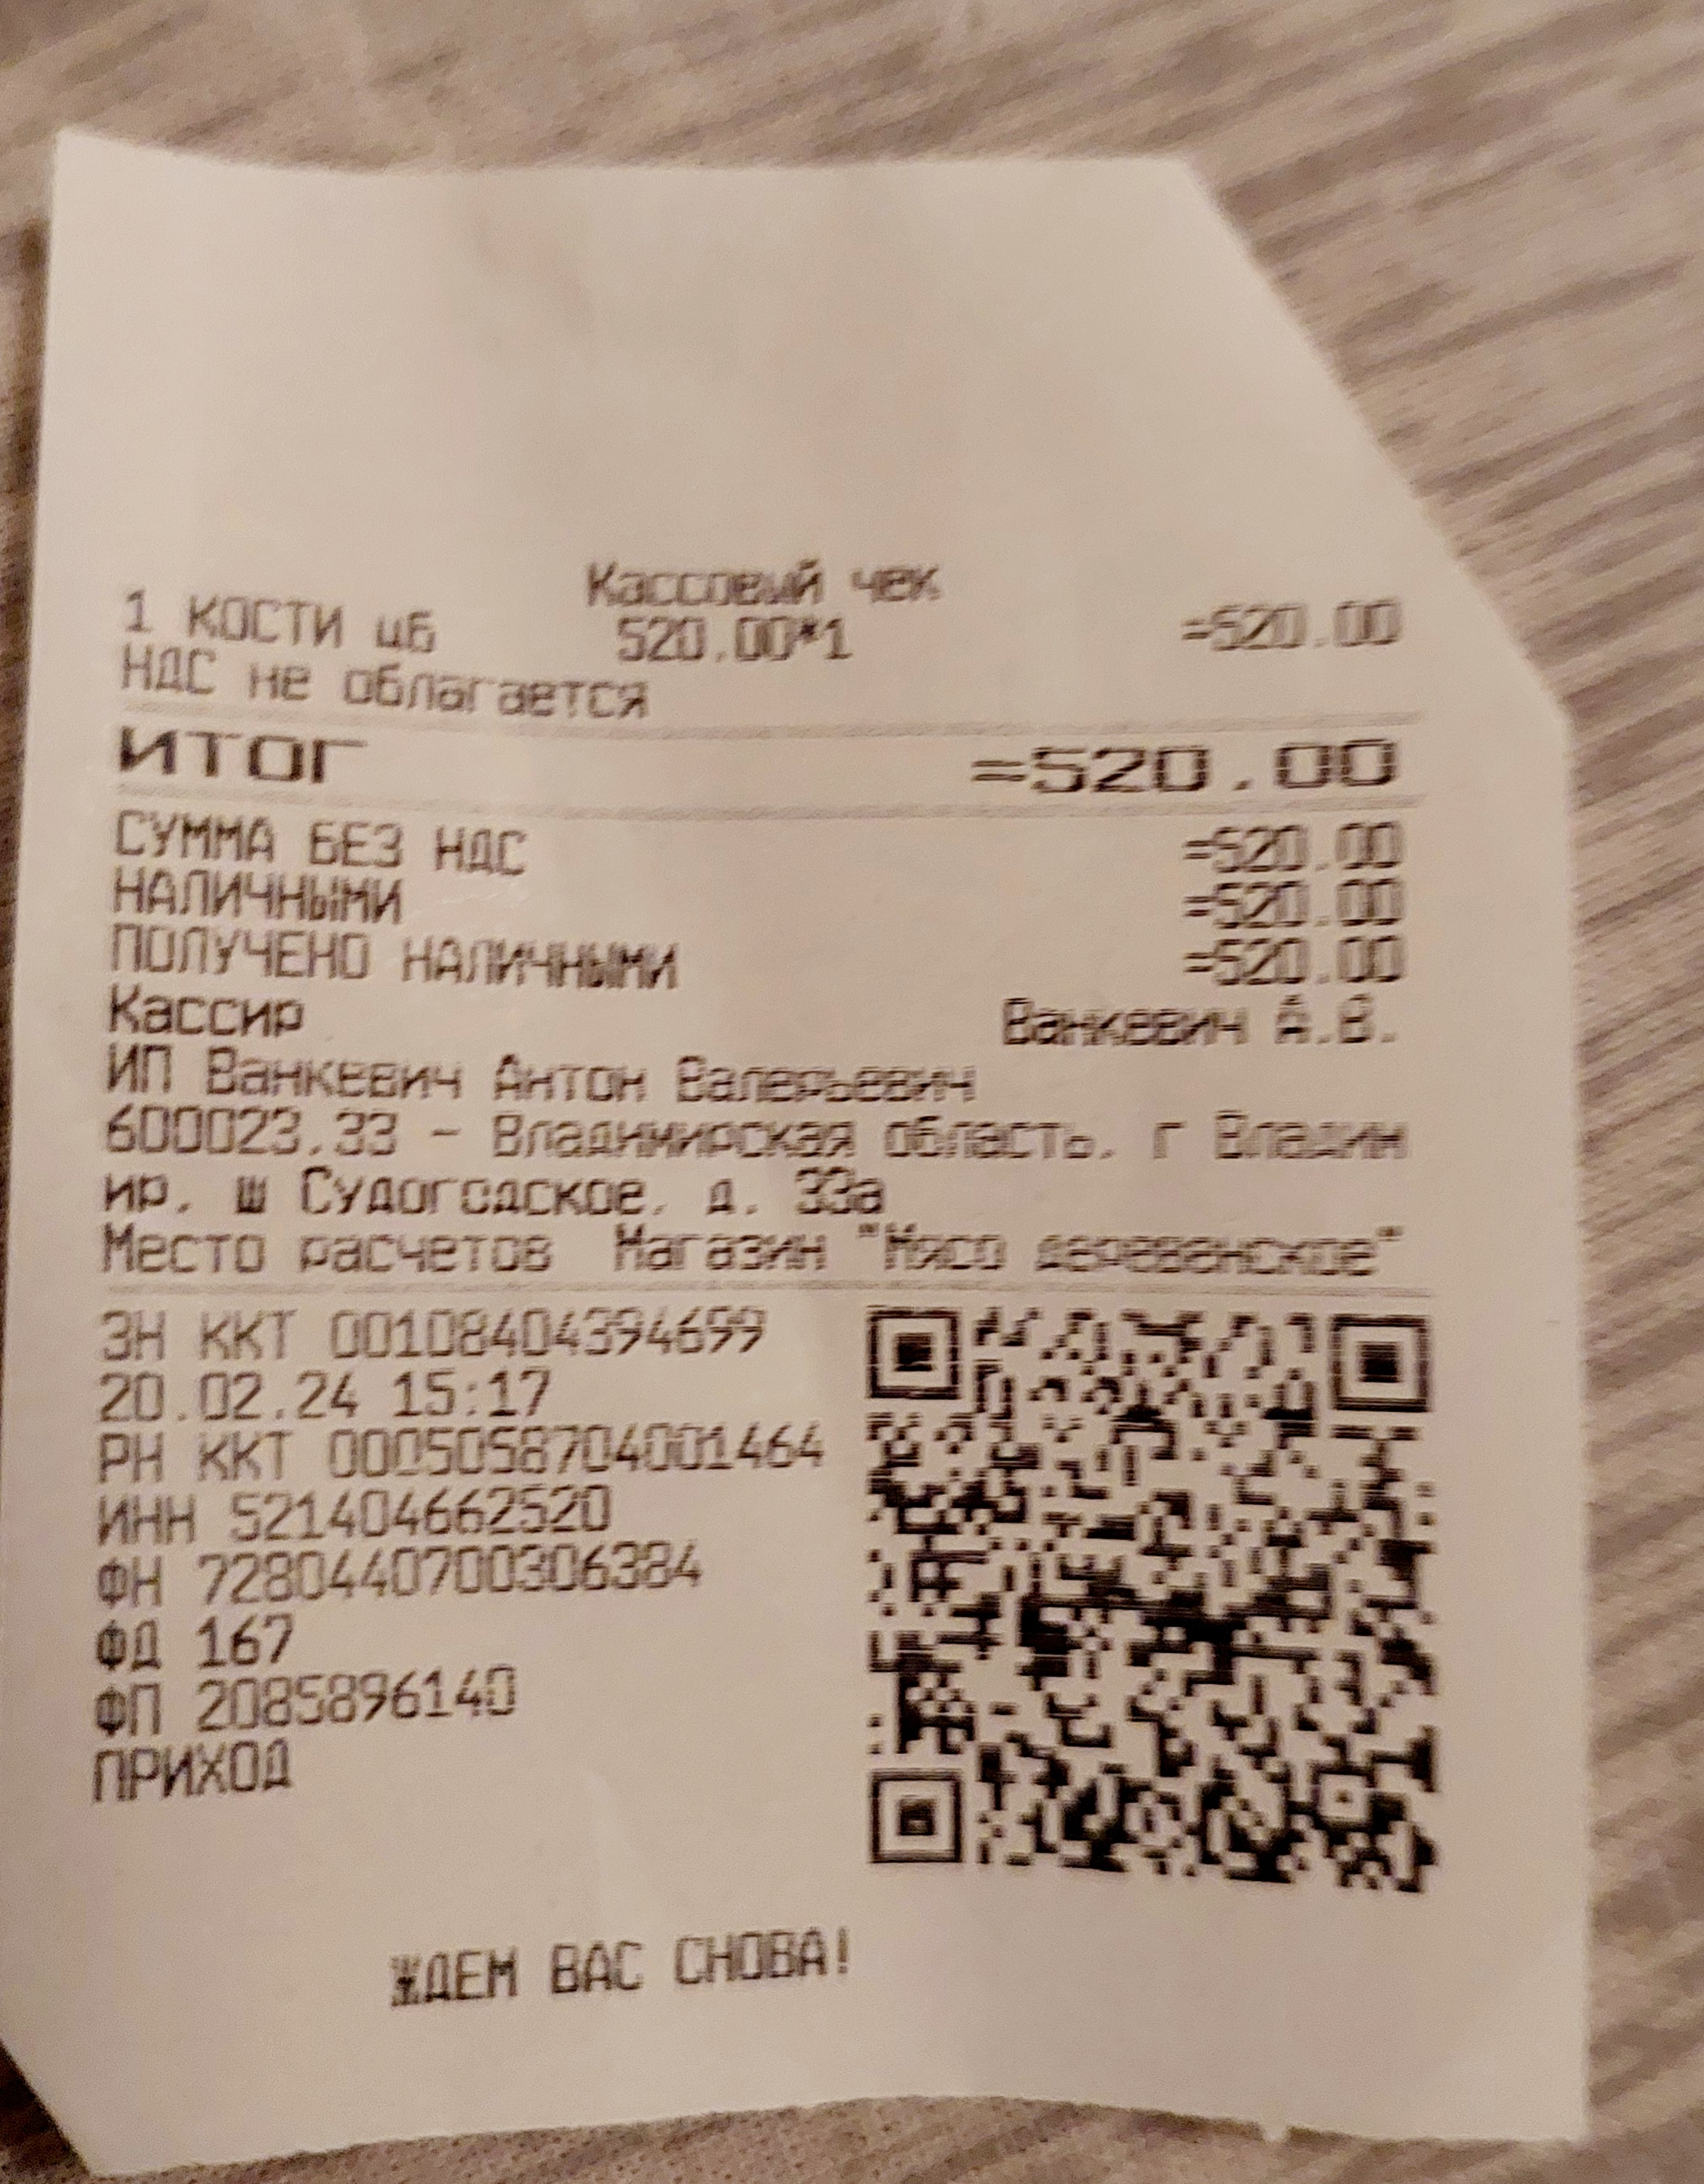 Кассовый чек
1 КОСТИ цб 520.00*1 =520.00
НДС не облагается
ИТОГ =520.00
СУММА БЕЗ НДС =520.00
НАЛИЧНЫМИ =520.00
ПОЛУЧЕНО НАЛИЧНЫМИ =520.00
Кассир Ванкевич А.В.
ИП Ванкевич Антон Валерьевич
600023,33 - Владимирская область, г Владим
ир, ш Судогодское, д. 33а
Место расчетов Магазин "Мясо дереванское"
ЗН ККТ 00108404394699
20.02.24 15:17
РН ККТ 0005058704001464
ИНН 521404662520
ФН 7280440700306384
ФД 167
ФП 2085896140
ПРИХОД
ЖДЕМ ВАС СНОВА!